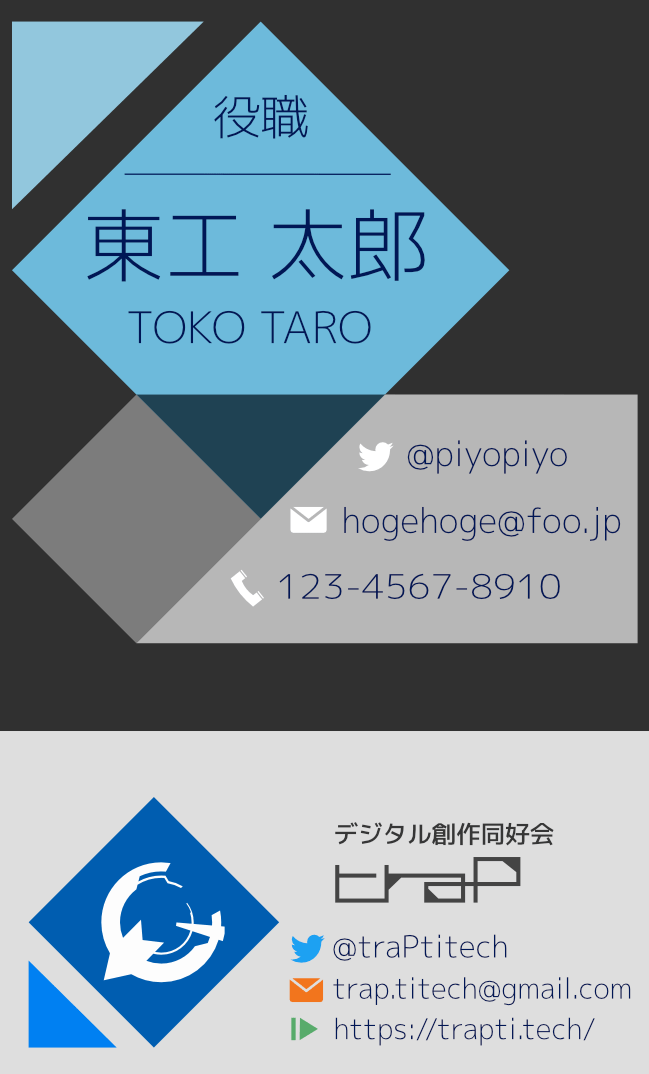 役職
東工 太郎
TOKO TARO
@piyopiyo
hogehoge@foo.jp
123-4567-8910
デジタル創作同好会
traP
@traPtitech
trap.titech@gmail.com
https://trapti.tech/